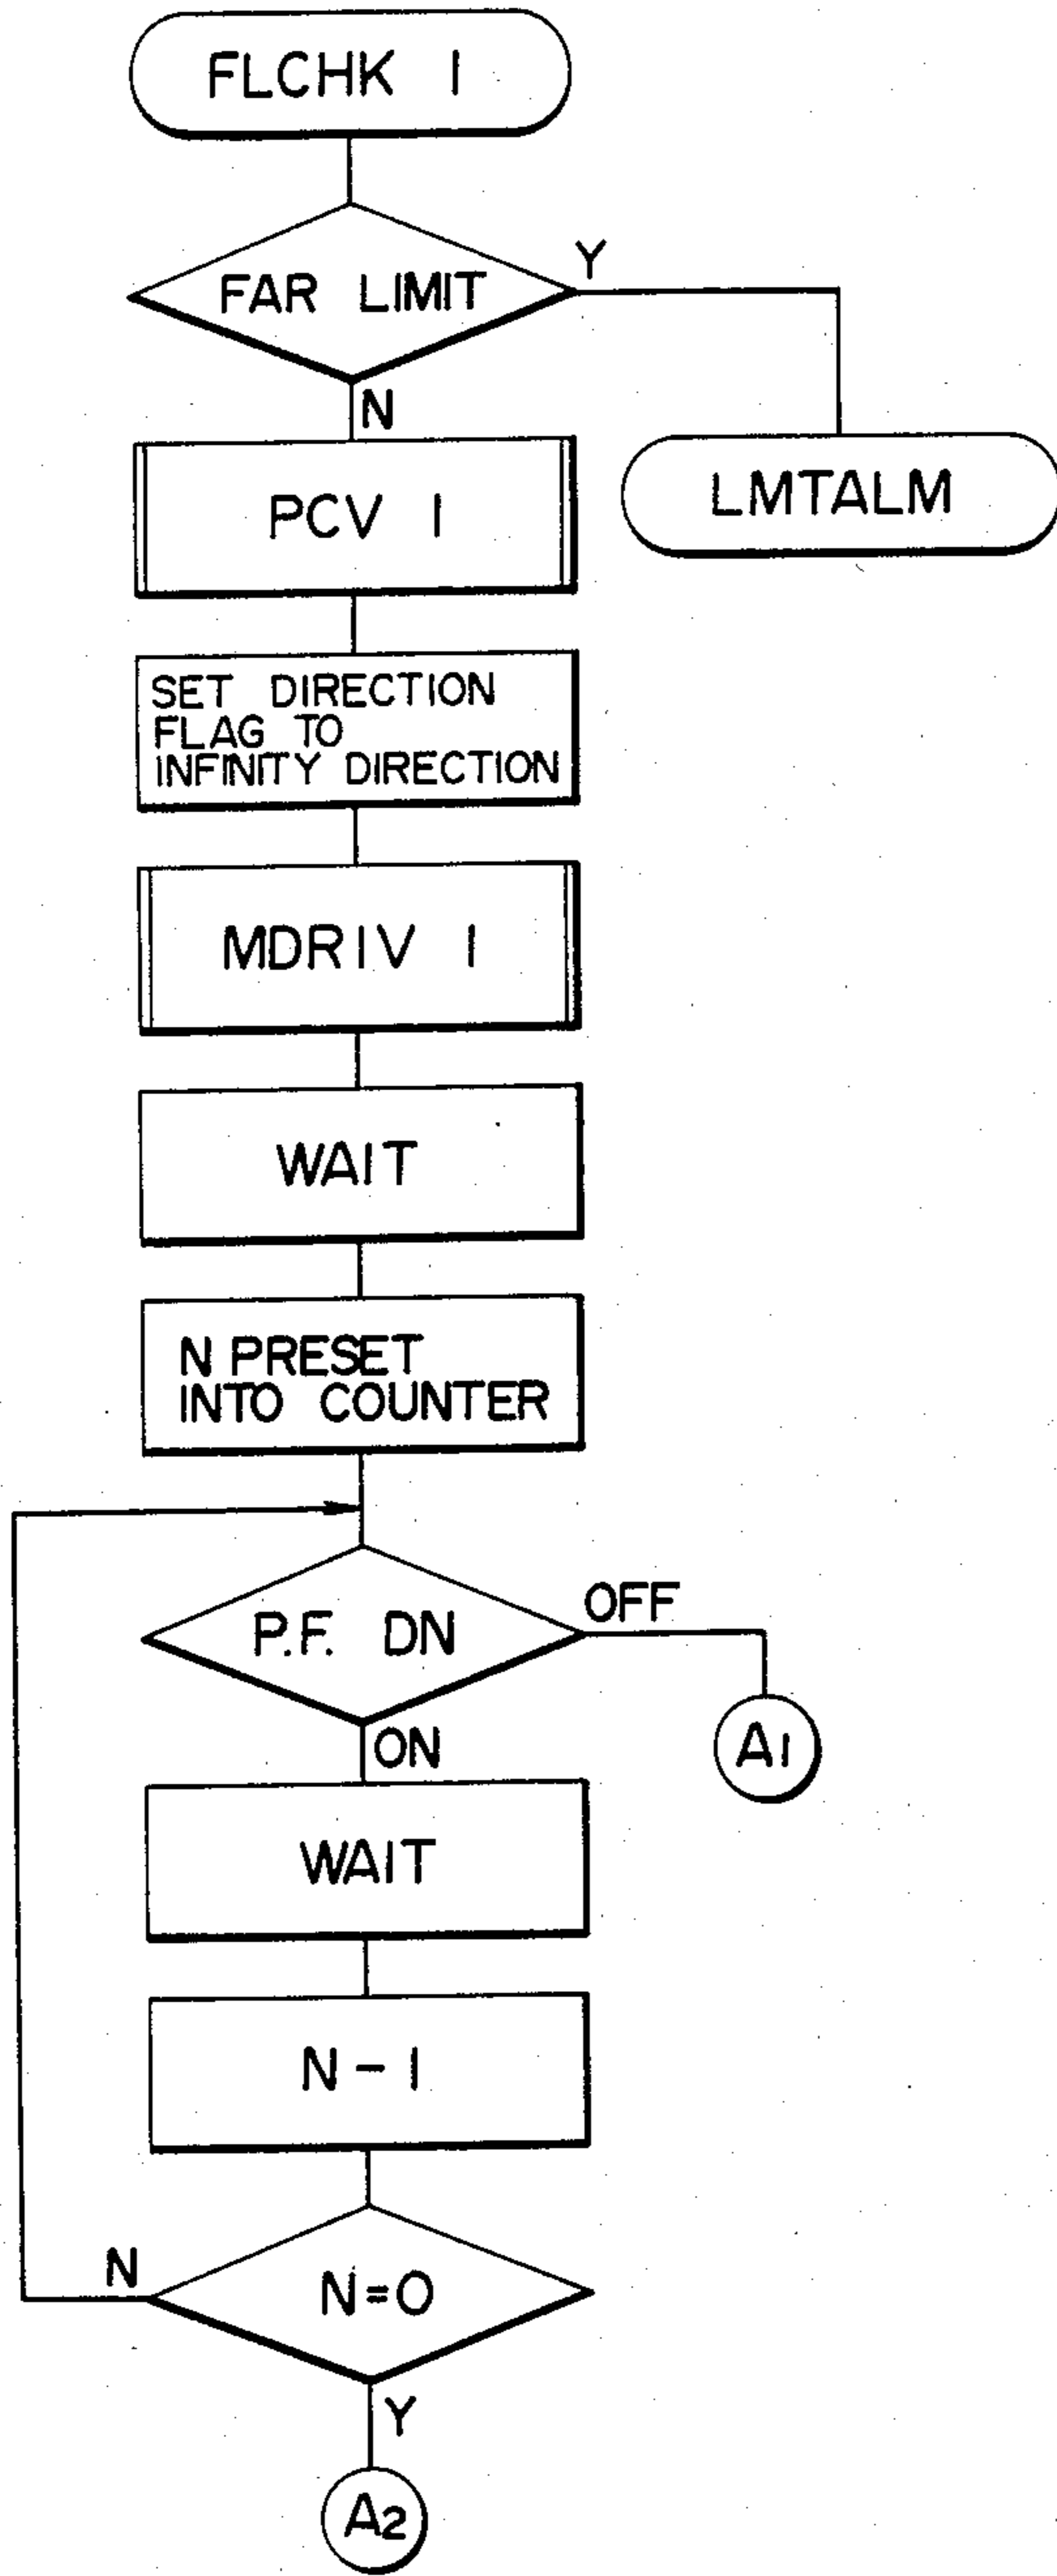 FLCHK 1
FAR LIMIT
Y
N
PCV 1
LMTALM
SET DIRECTION
FLAG TO
INFINITY DIRECTION
MDRIV 1
WAIT
N PRESET
INTO COUNTER
P.F. DN
OFF
ON
A1
WAIT
N-1
N=0
N
Y
A2